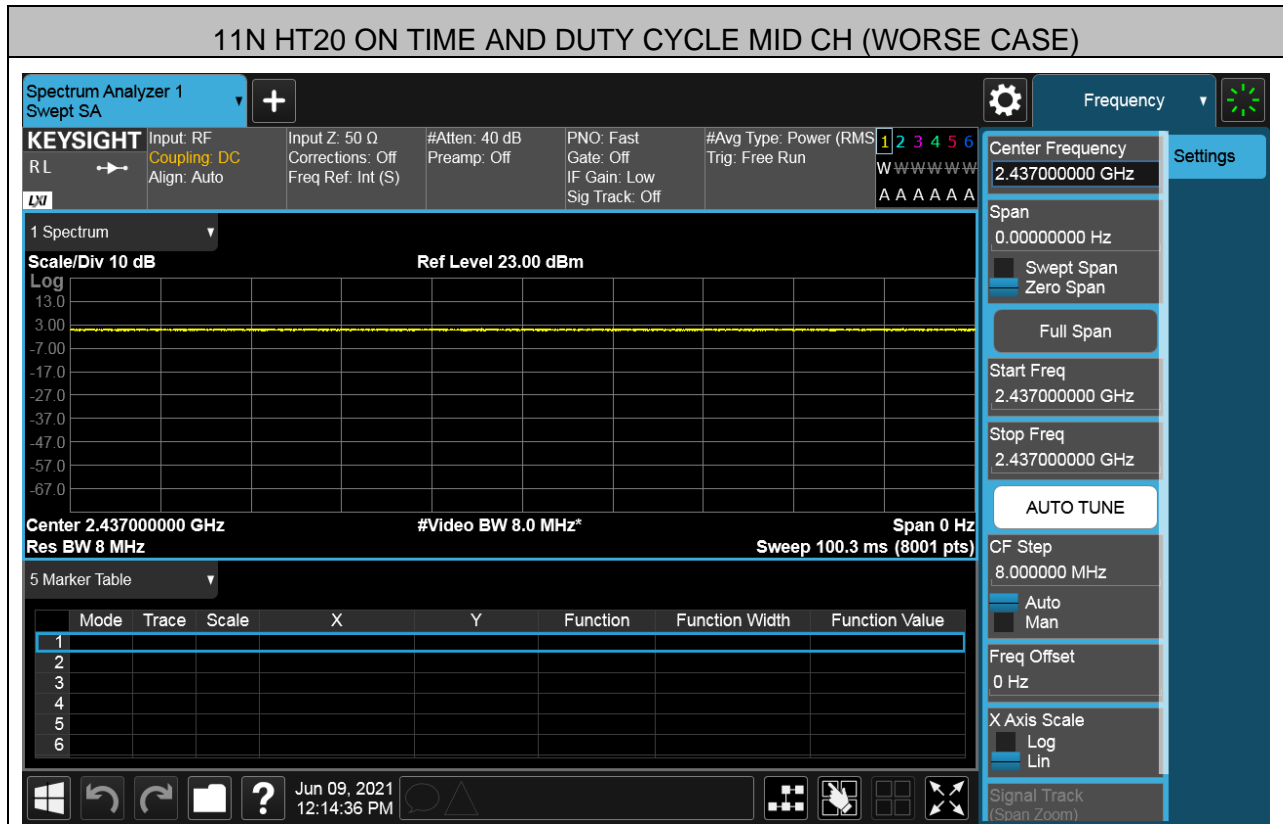 11N HT20 ON TIME AND DUTY CYCLE MID CH (WORSE CASE)
Spectrum Analyzer 1
Swept SA
+
Frequency
KEYSIGHT
RL
LXI
Input: RF
Coupling: DC
Align: Auto
Input Z: 50 Ω
Corrections: Off
Freq Ref: Int (S)
#Atten: 40 dB
Preamp: Off
PNO: Fast
Gate: Off
IF Gain: Low
Sig Track: Off
#Avg Type: Power (RMS
Trig: Free Run
1 2 3 4 5 6
W W W W W W
A A A A A A
1 Spectrum
Scale/Div 10 dB
Ref Level 23.00 dBm
Log
13.0
3.00
-7.00
-17.0
-27.0
-37.0
-47.0
-57.0
-67.0
Center 2.437000000 GHz
#Video BW 8.0 MHz*
Span 0 Hz
Res BW 8 MHz
Sweep 100.3 ms (8001 pts)
5 Marker Table
Mode Trace Scale X Y Function Function Width Function Value
1
2
3
4
5
6
?
Jun 09, 2021
12:14:36 PM
Center Frequency
2.437000000 GHz
Settings
Span
0.00000000 Hz
Swept Span
Zero Span
Full Span
Start Freq
2.437000000 GHz
Stop Freq
2.437000000 GHz
AUTO TUNE
CF Step
8.000000 MHz
Auto
Man
Freq Offset
0 Hz
X Axis Scale
Log
Lin
Signal Track
(Span Zoom)